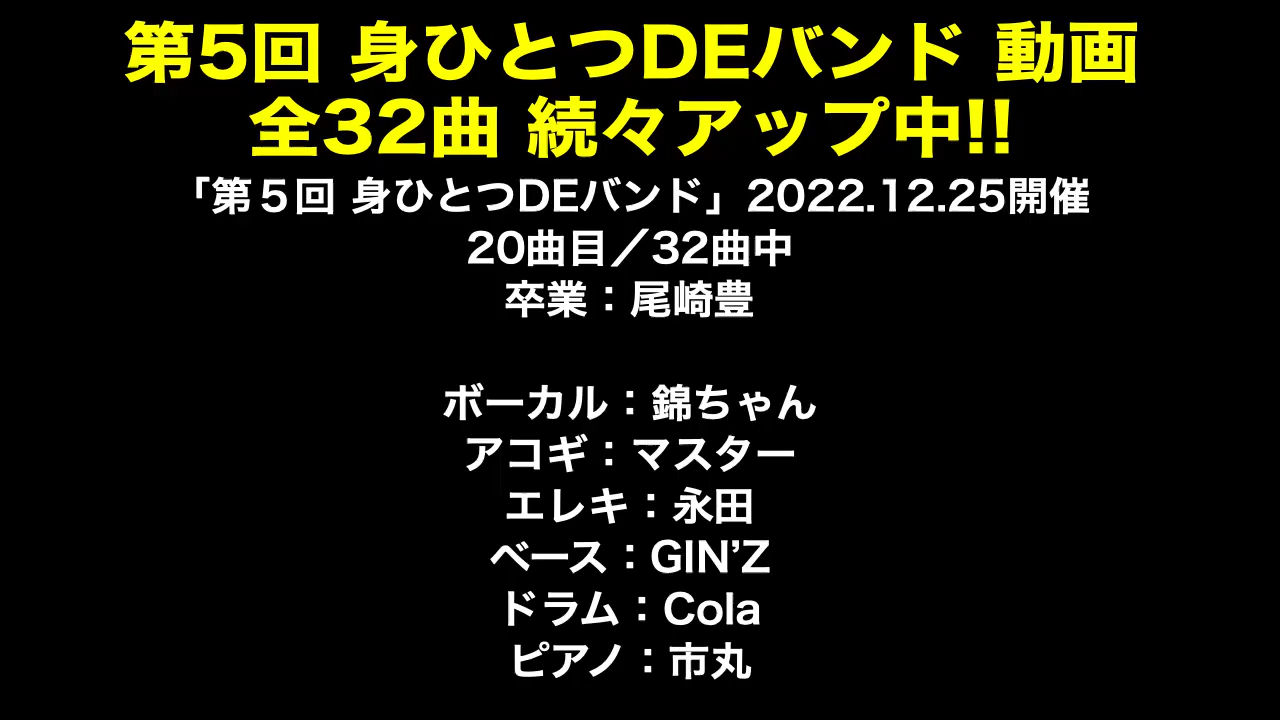 第5回 身ひとつDEバンド 動画
全32曲 続々アップ中!!
「第５回 身ひとつDEバンド」2022.12.25開催
20曲目／32曲中
卒業：尾崎豊
ボーカル：錦ちゃん
アコギ：マスター
エレキ：永田
ベース：GIN’Z
ドラム：Cola
ピアノ：市丸